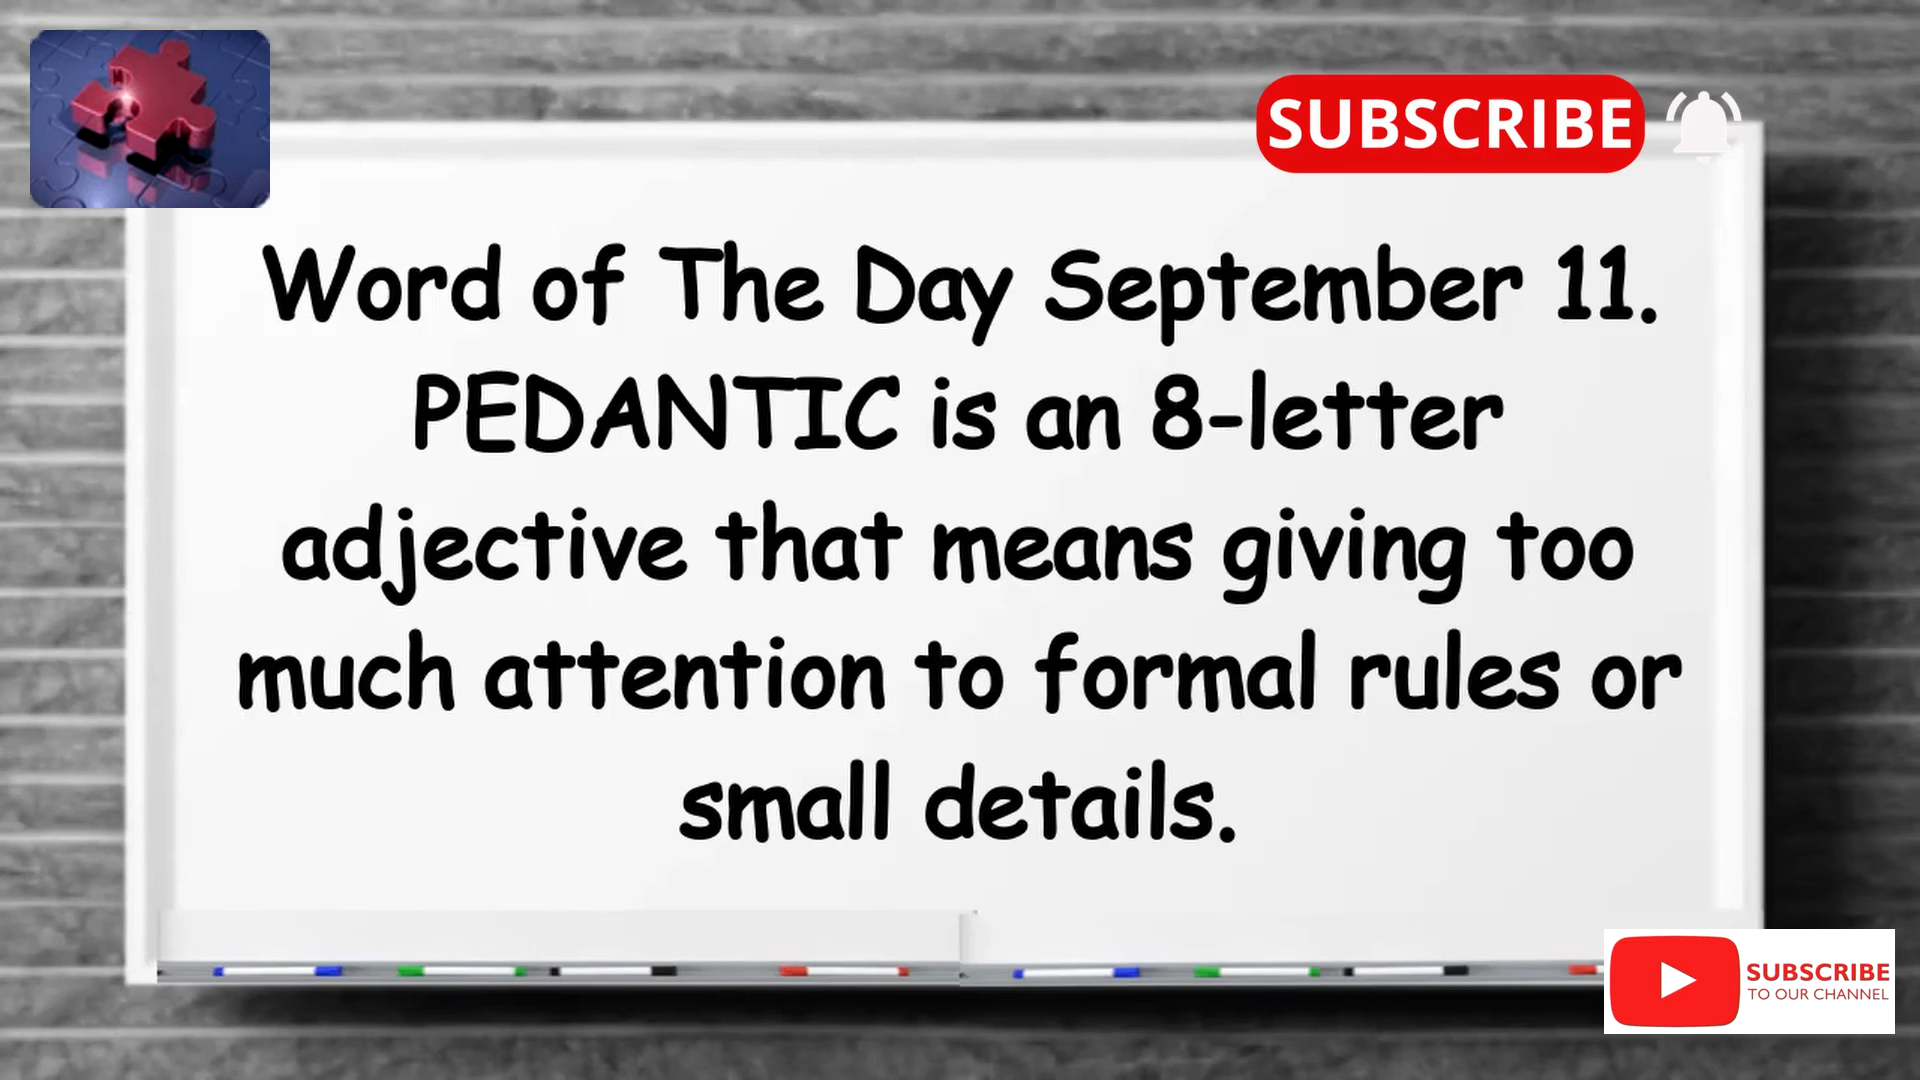 SUBSCRIBE
Word of The Day September 11.
PEDANTIC is an 8-letter
adjective that means giving too
much attention to formal rules or
small details.
SUBSCRIBE
TO OUR CHANNEL